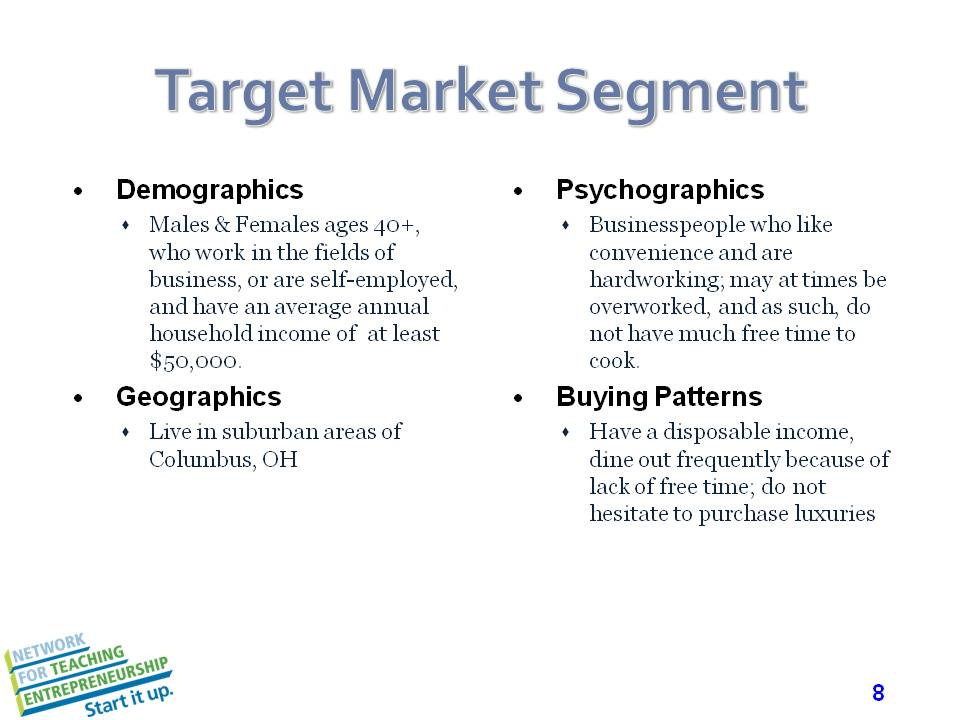 Target Market Segment
• Demographics
♦ Males & Females ages 40+,
who work in the fields of
business, or are self-employed,
and have an average annual
household income of at least
$50,000.
• Geographics
♦ Live in suburban areas of
Columbus, OH
• Psychographics
♦ Businesspeople who like
convenience and are
hardworking; may at times be
overworked, and as such, do
not have much free time to
cook.
• Buying Patterns
♦ Have a disposable income,
dine out frequently because of
lack of free time; do not
hesitate to purchase luxuries
NETWORK
FOR TEACHING
ENTREPRENEURSHIP
Start it up.
8